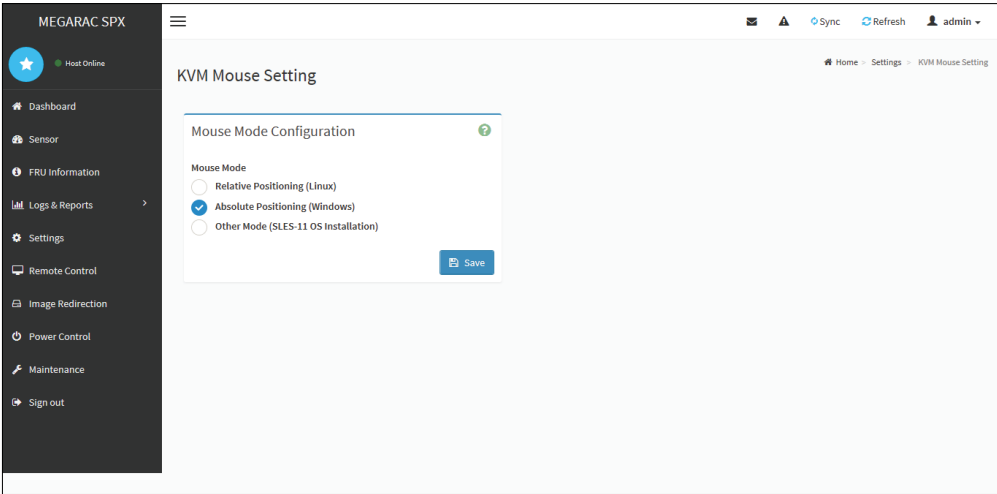 MEGARAC SPX
Sync
Refresh
admin
Host Online
Home > Settings > KVM Mouse Setting
KVM Mouse Setting
Dashboard
Sensor
FRU Information
Logs & Reports
Settings
Remote Control
Image Redirection
Power Control
Maintenance
Sign out
Mouse Mode Configuration
Mouse Mode
Relative Positioning (Linux)
Absolute Positioning (Windows)
Other Mode (SLES-11 OS Installation)
Save